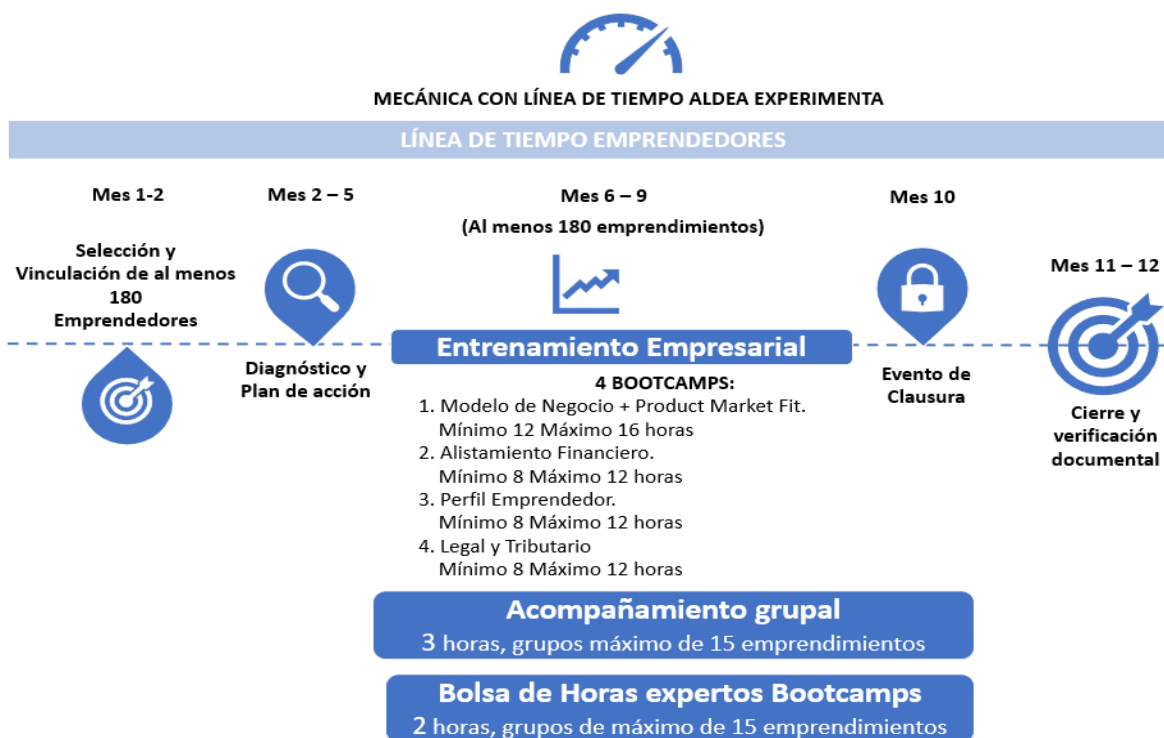 MECÁNICA CON LÍNEA DE TIEMPO ALDEA EXPERIMENTA
LÍNEA DE TIEMPO EMPRENDEDORES
Mes 1-2
Selección y
Vinculación de al menos
180
Emprendedores
Mes 2 – 5
Diagnóstico y
Plan de acción
Mes 6 – 9
(Al menos 180 emprendimientos)
Entrenamiento Empresarial
4 BOOTCAMPS:
1. Modelo de Negocio + Product Market Fit.
Mínimo 12 Máximo 16 horas
2. Alistamiento Financiero.
Mínimo 8 Máximo 12 horas
3. Perfil Emprendedor.
Mínimo 8 Máximo 12 horas
4. Legal y Tributario
Mínimo 8 Máximo 12 horas
Acompañamiento grupal
3 horas, grupos máximo de 15 emprendimientos
Bolsa de Horas expertos Bootcamps
2 horas, grupos de máximo de 15 emprendimientos
Mes 10
Evento de
Clausura
Mes 11 – 12
Cierre y
verificación
documental